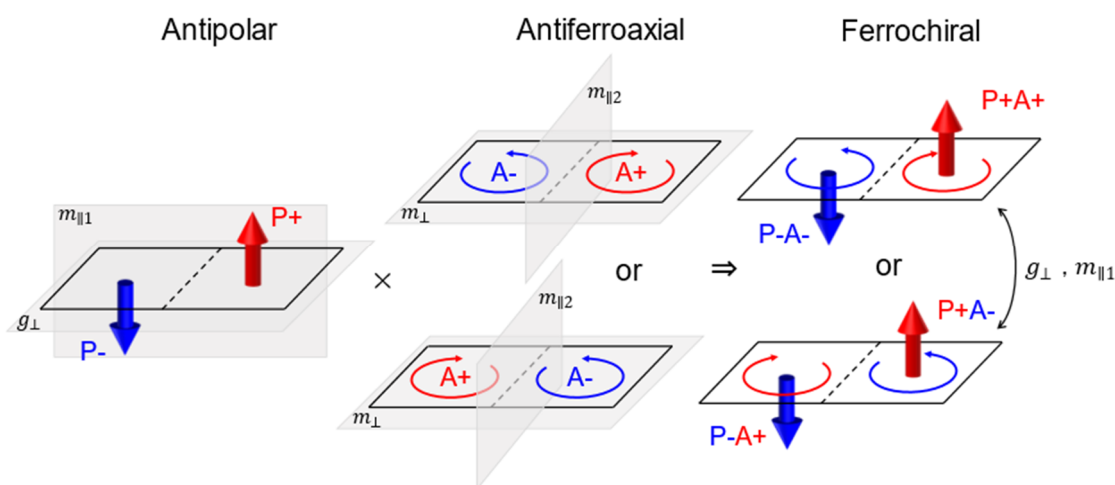 Antipolar
Antiferroaxial
Ferrochiral
m∥1
P+
g⊥
P-
×
m∥2
A-
A+
m⊥
or
m∥2
A+
A-
m⊥
⇒
P+A+
P-A-
or
P+A-
P-A+
g⊥ , m∥1